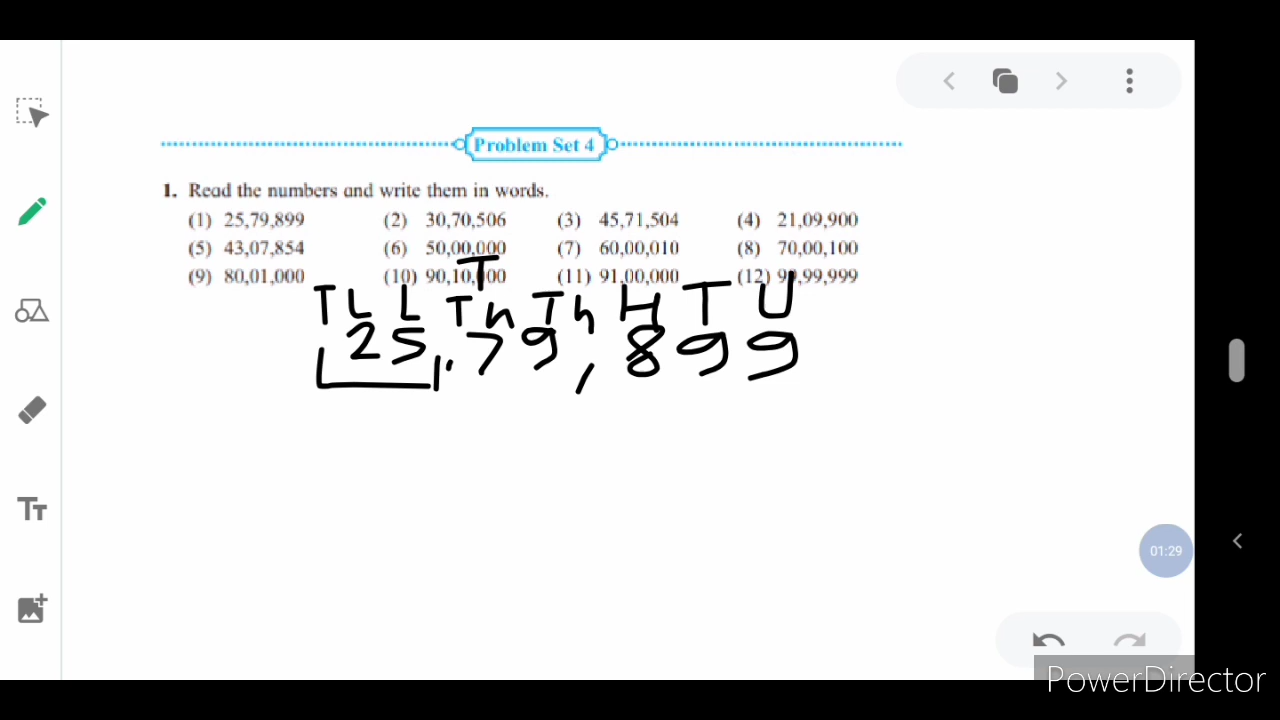 Problem Set 4
1. Read the numbers and write them in words.
(1) 25,79,899 (2) 30,70,506 (3) 45,71,504 (4) 21,09,900
(5) 43,07,854 (6) 50,00,000 (7) 60,00,010 (8) 70,00,100
(9) 80,01,000 (10) 90,10,000 (11) 91,00,000 (12) 99,99,999
T
TL L Th Th H T U
25,79,899
Tт
01:29
PowerDirector